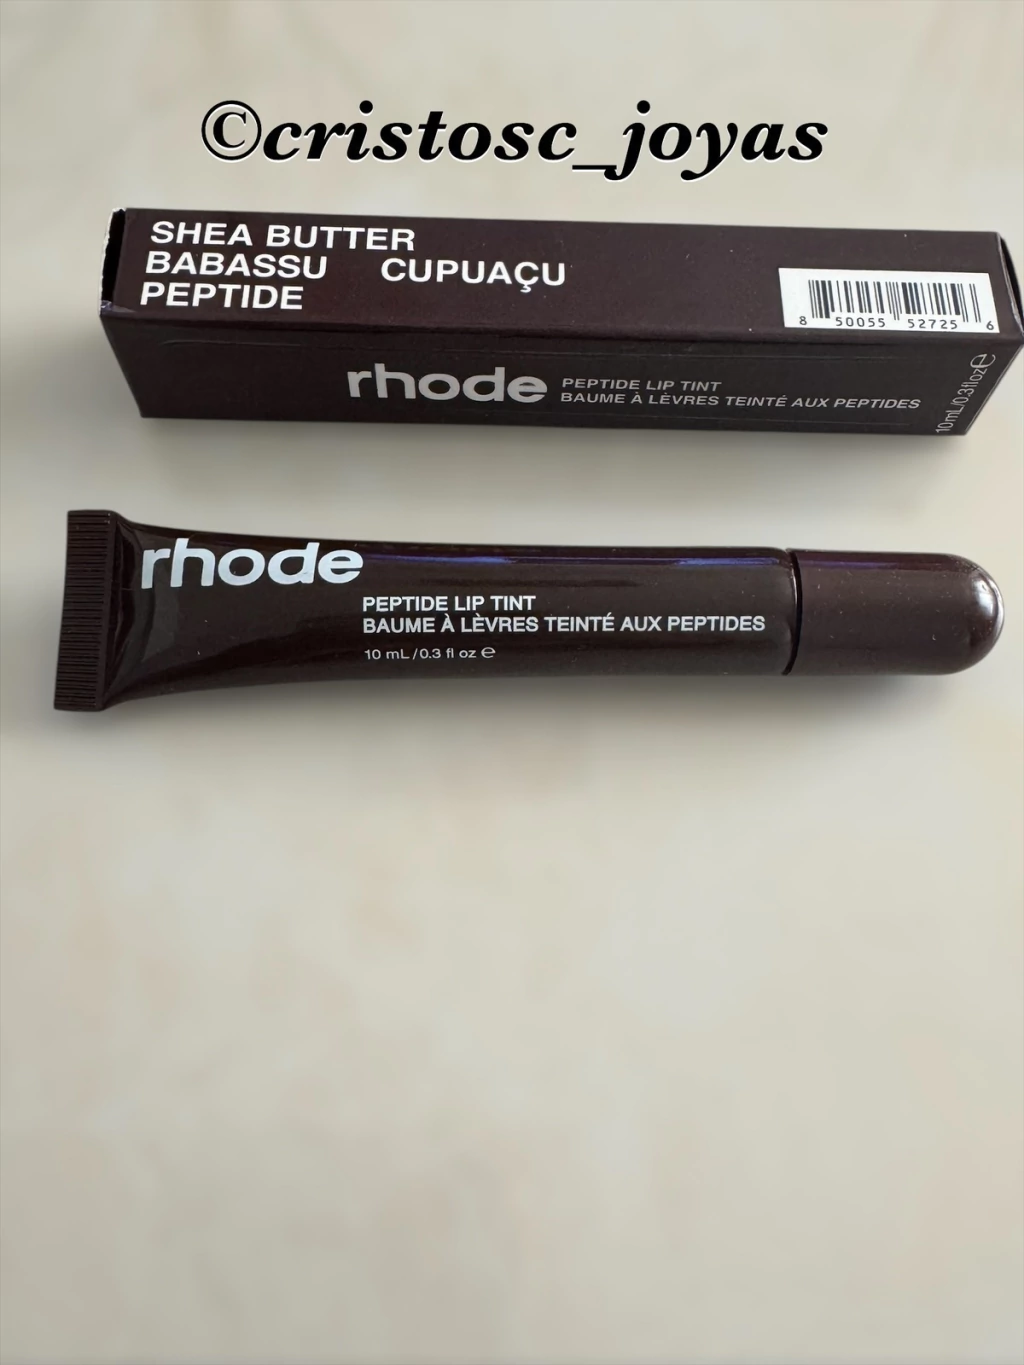 ©cristosc_joyas
SHEA BUTTER
BABASSU CUPUAÇU
PEPTIDE
8 50055 52725 6
rhode PEPTIDE LIP TINT
BAUME À LÈVRES TEINTÉ AUX PEPTIDES
10 mL/0.3 fl oz ℮
rhode
PEPTIDE LIP TINT
BAUME À LÈVRES TEINTÉ AUX PEPTIDES
10 mL/0.3 fl oz ℮